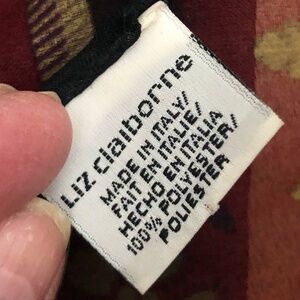 Liz claiborne
MADE IN ITALY/
FAIT EN ITALIE/
HECHO EN ITALIA
100% POLYESTER/
POLIESTER